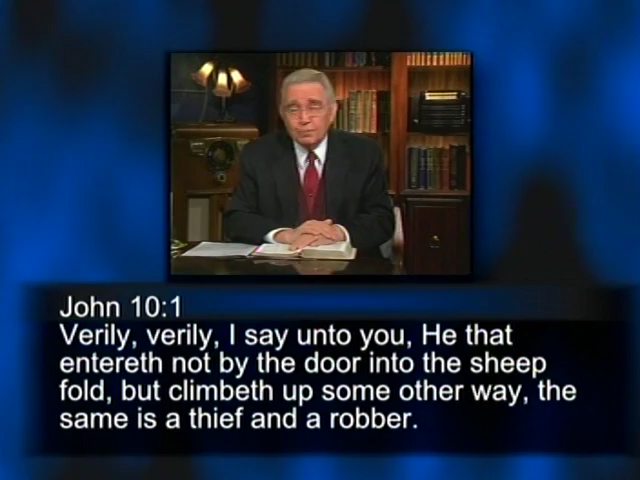 John 10:1
Verily, verily, I say unto you, He that
entereth not by the door into the sheep
fold, but climbeth up some other way, the
same is a thief and a robber.